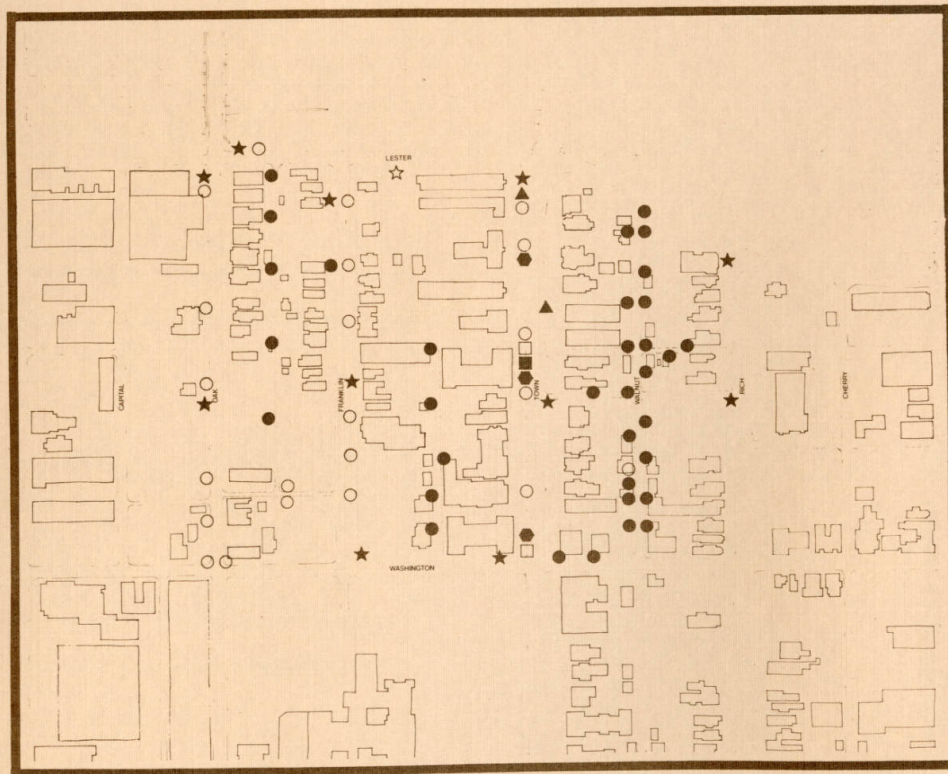 LESTER
CAPITAL
OAK
FRANKLIN
TOWN
WALNUT
RICH
CHERRY
WASHINGTON